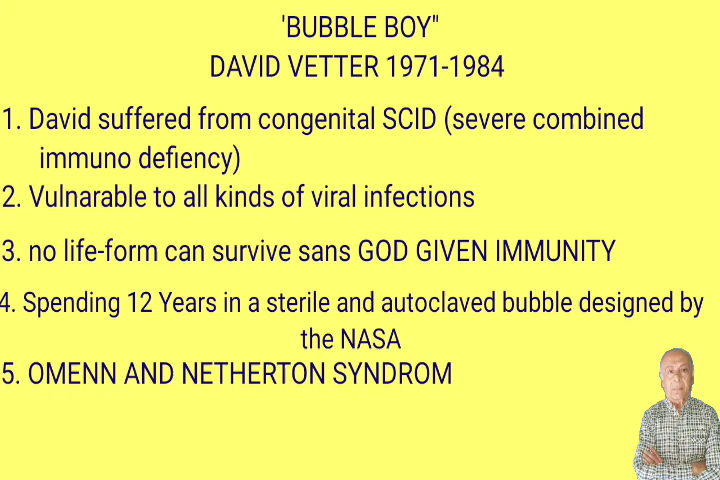 'BUBBLE BOY"
DAVID VETTER 1971-1984
1. David suffered from congenital SCID (severe combined
immuno defiency)
2. Vulnarable to all kinds of viral infections
3. no life-form can survive sans GOD GIVEN IMMUNITY
4. Spending 12 Years in a sterile and autoclaved bubble designed by
the NASA
5. OMENN AND NETHERTON SYNDROM